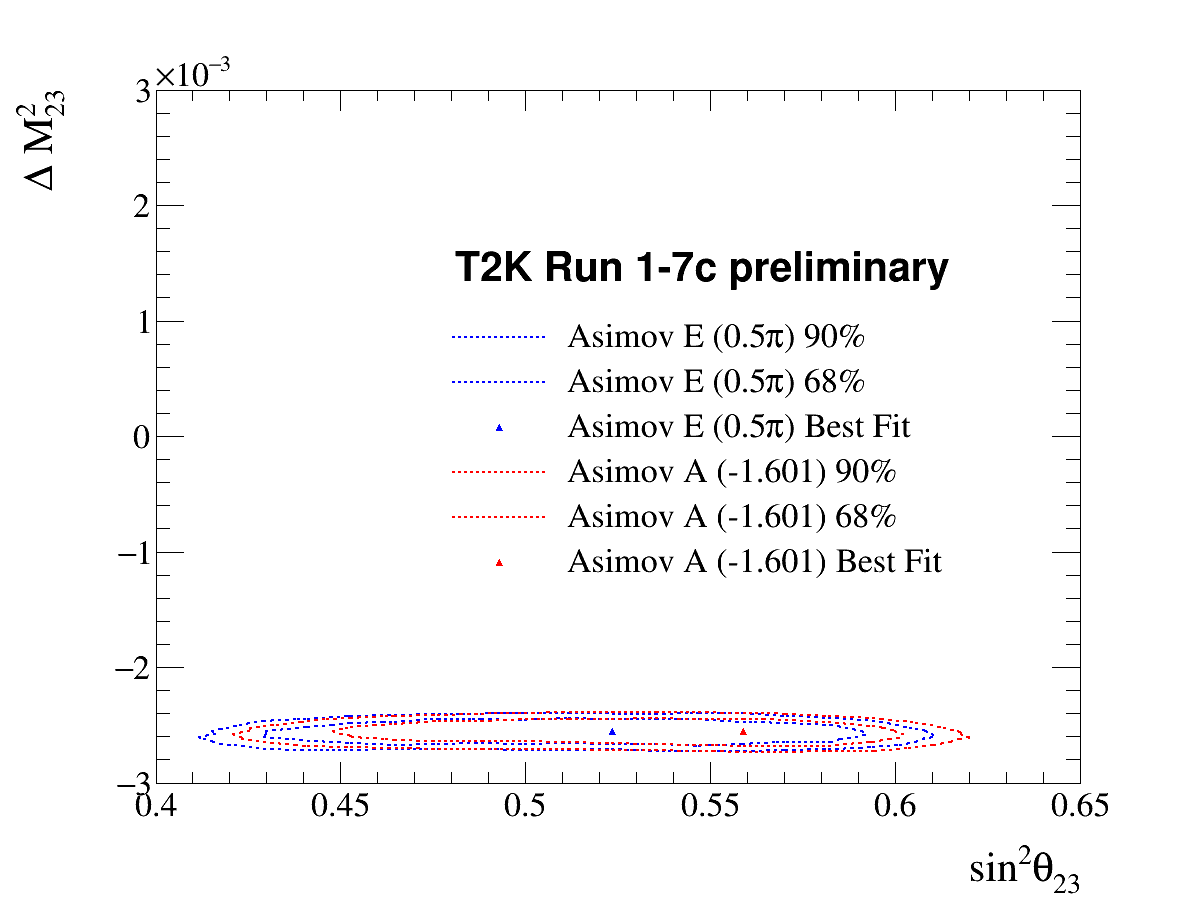 ×10⁻³
Δ M²₂₃
3
2
1
0
−1
−2
−3
T2K Run 1-7c preliminary
Asimov E (0.5π) 90%
Asimov E (0.5π) 68%
Asimov E (0.5π) Best Fit
Asimov A (-1.601) 90%
Asimov A (-1.601) 68%
Asimov A (-1.601) Best Fit
0.4 0.45 0.5 0.55 0.6 0.65
sin²θ₂₃